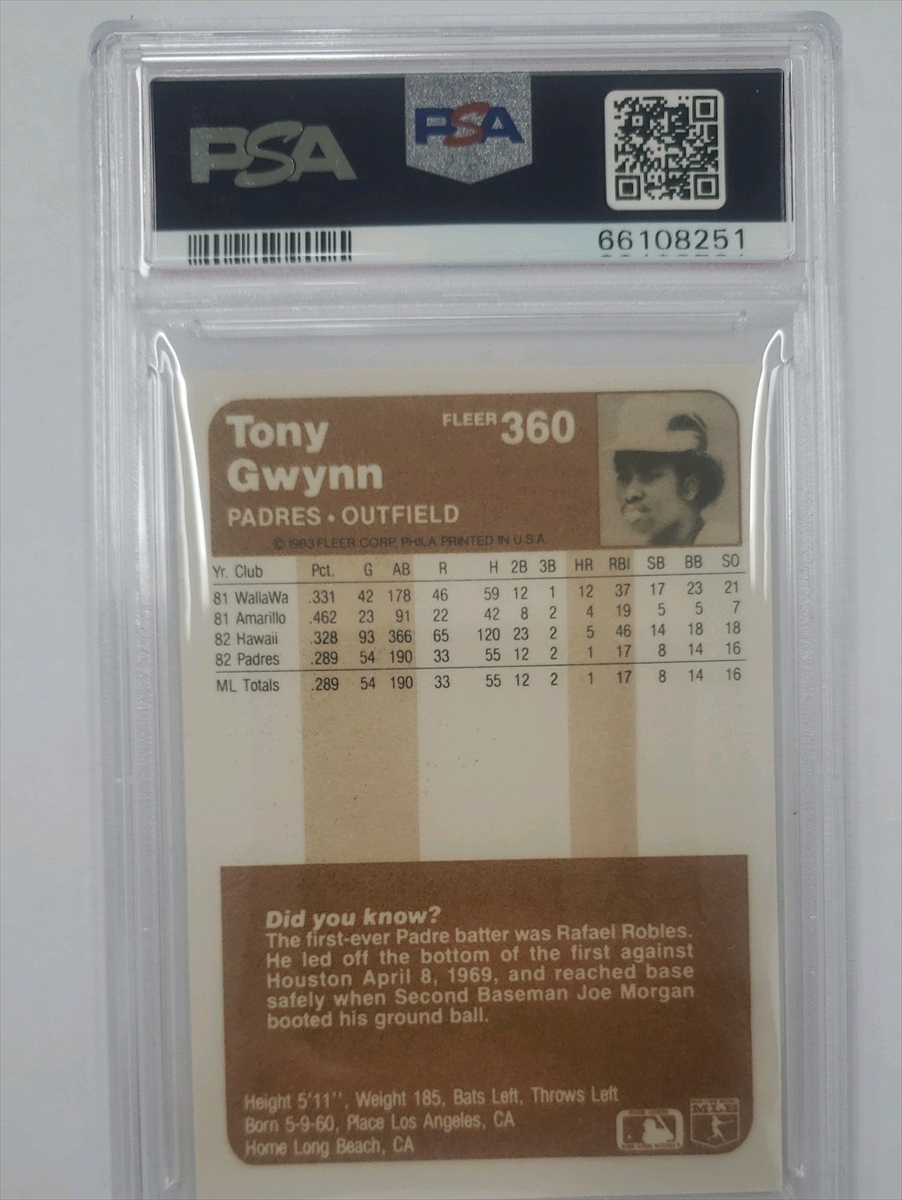 PSA
PSA
66108251
Tony
Gwynn
FLEER 360
PADRES • OUTFIELD
© 1983 FLEER CORP. PHILA. PRINTED IN U.S.A.
Yr. Club Pct. G AB R H 2B 3B HR RBI SB BB SO
81 WallaWa .331 42 178 46 59 12 1 12 37 17 23 21
81 Amarillo .462 23 91 22 42 8 2 4 19 5 5 7
82 Hawaii .328 93 366 65 120 23 2 5 46 14 18 18
82 Padres .289 54 190 33 55 12 2 1 17 8 14 16
ML Totals .289 54 190 33 55 12 2 1 17 8 14 16
Did you know?
The first-ever Padre batter was Rafael Robles.
He led off the bottom of the first against
Houston April 8, 1969, and reached base
safely when Second Baseman Joe Morgan
booted his ground ball.
Height 5'11'', Weight 185, Bats Left, Throws Left
Born 5-9-60, Place Los Angeles, CA
Home Long Beach, CA